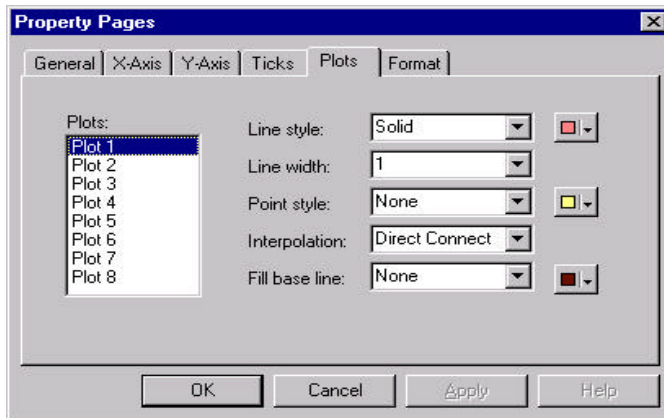 Property Pages
General X-Axis Y-Axis Ticks Plots Format
Plots:
Plot 1
Plot 2
Plot 3
Plot 4
Plot 5
Plot 6
Plot 7
Plot 8
Line style: Solid
Line width: 1
Point style: None
Interpolation: Direct Connect
Fill base line: None
OK Cancel Apply Help